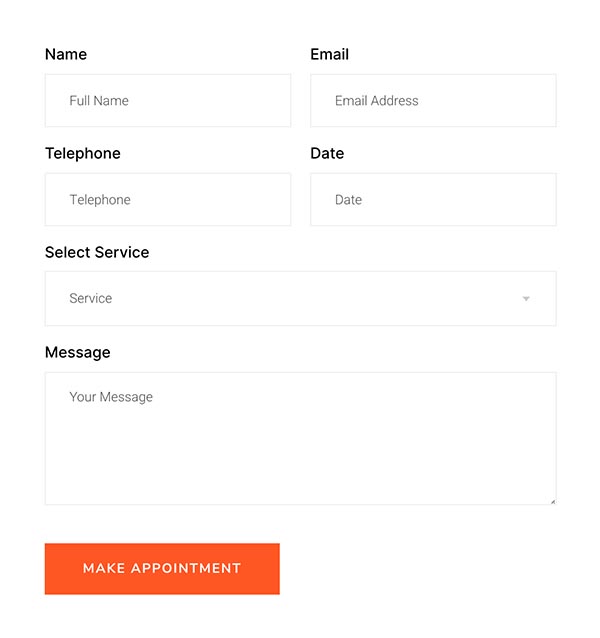 Name Email
Full Name Email Address
Telephone Date
Telephone Date
Select Service
Service
Message
Your Message
MAKE APPOINTMENT